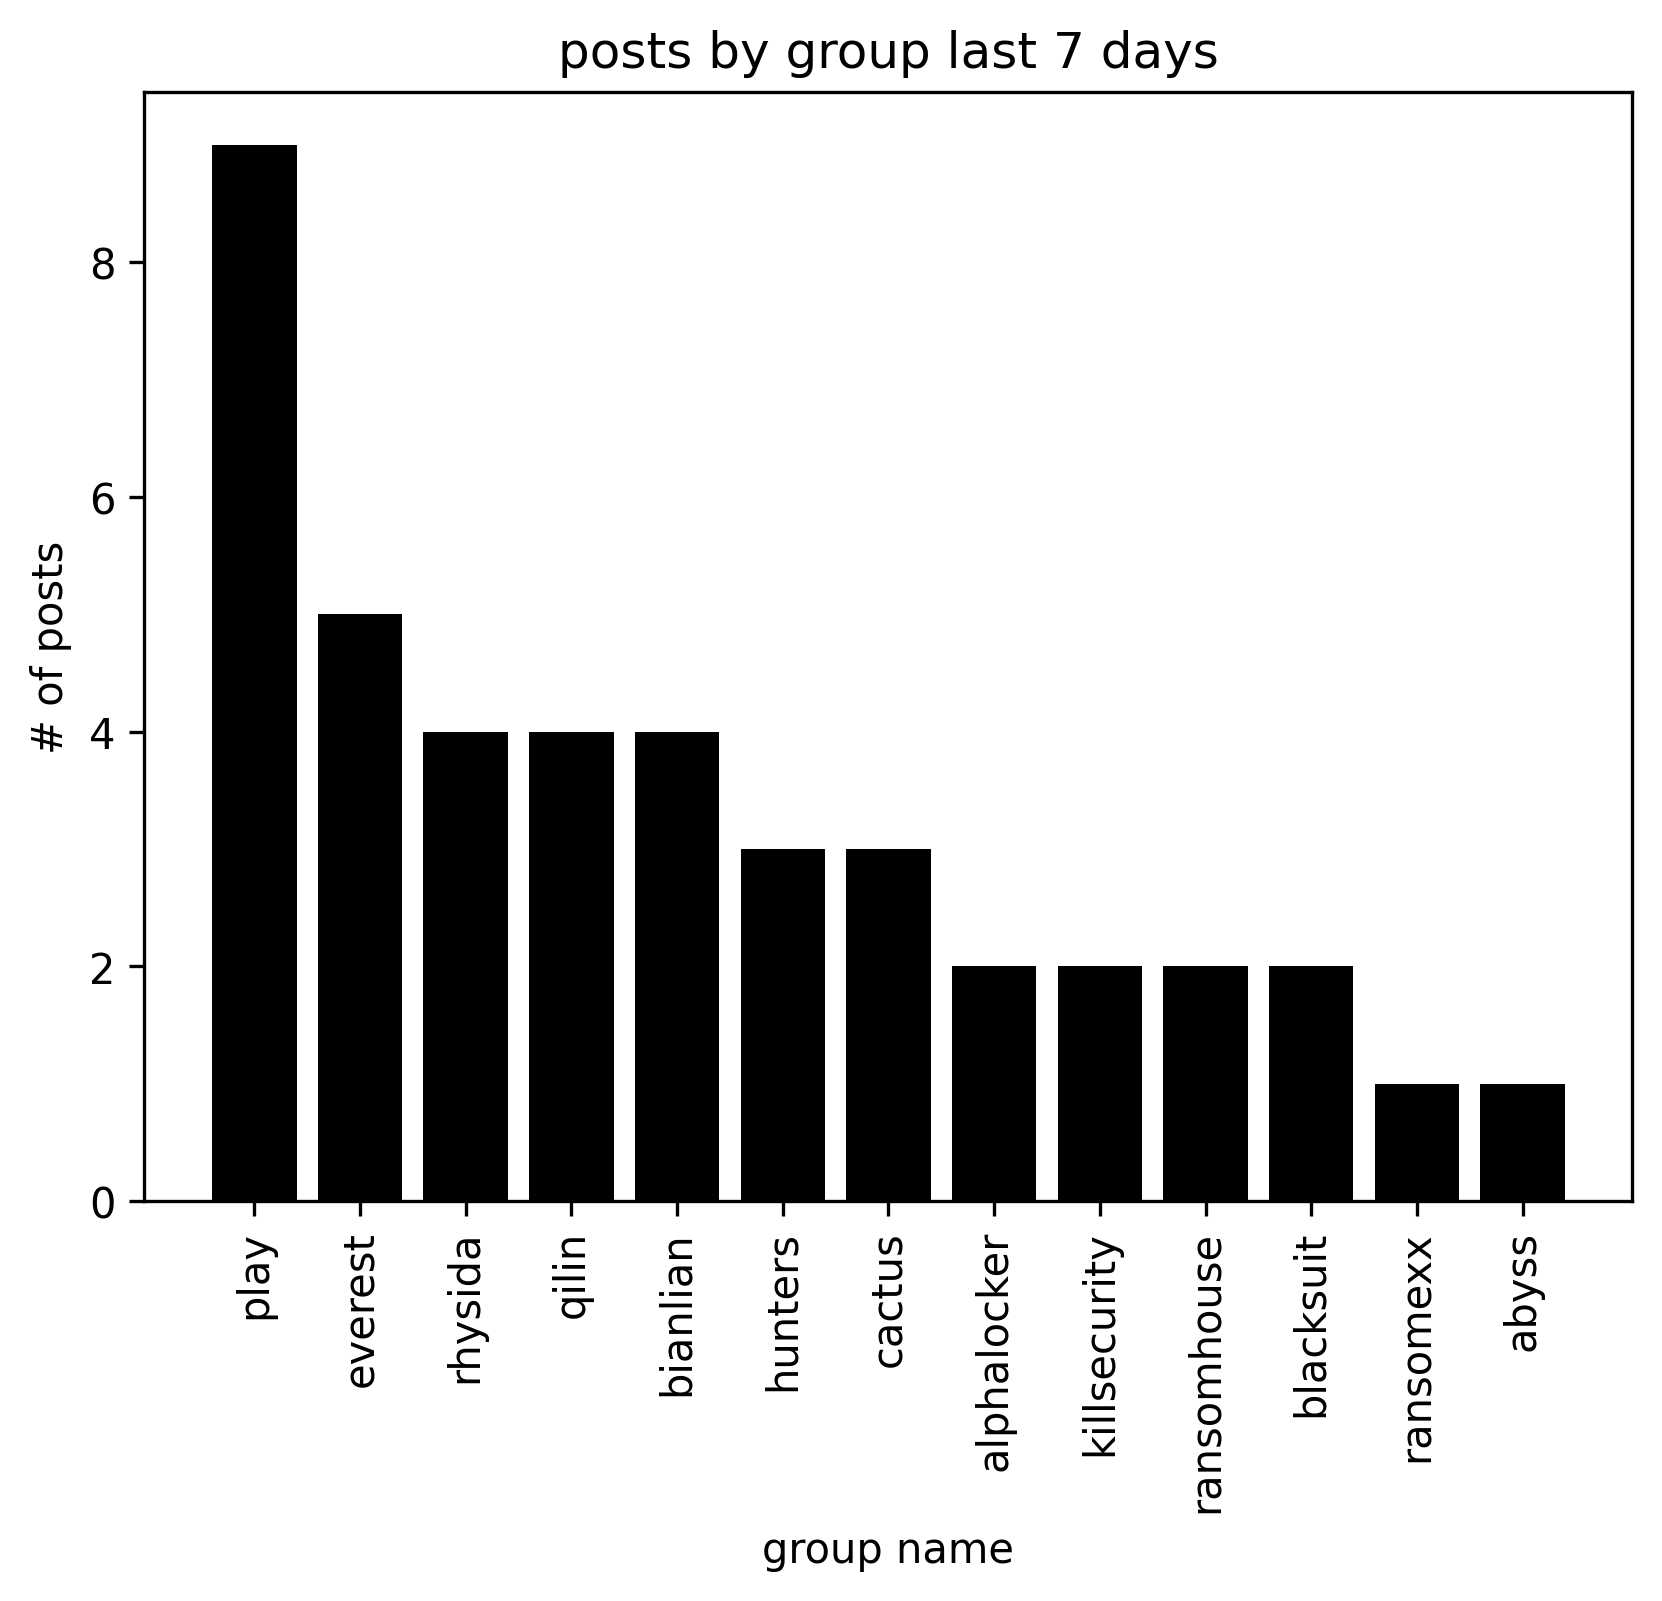 posts by group last 7 days
# of posts
8
6
4
2
0
play
everest
rhysida
qilin
bianlian
hunters
cactus
alphalocker
killsecurity
ransomhouse
blacksuit
ransomexx
abyss
group name